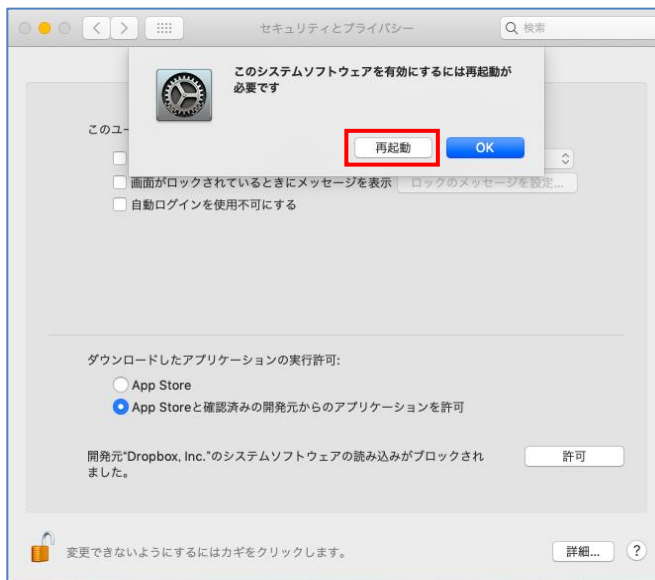 セキュリティとプライバシー
検索
このシステムソフトウェアを有効にするには再起動が
必要です
再起動
OK
このユー
画面がロックされているときにメッセージを表示
ロックのメッセージを設定...
自動ログインを使用不可にする
ダウンロードしたアプリケーションの実行許可:
App Store
App Storeと確認済みの開発元からのアプリケーションを許可
開発元“Dropbox, Inc.”のシステムソフトウェアの読み込みがブロックされ
ました。
許可
変更できないようにするにはカギをクリックします。
詳細...
?